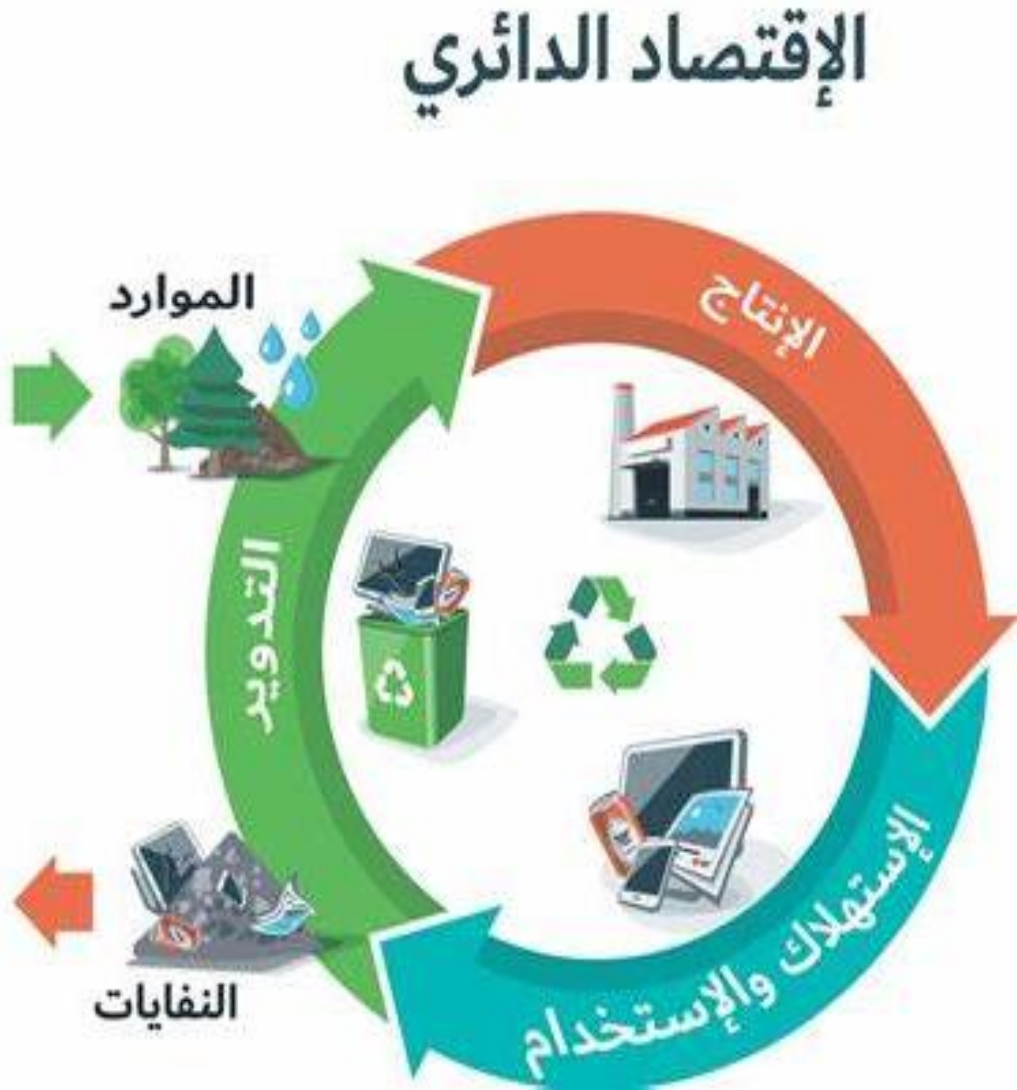 الإقتصاد الدائري
الموارد
الإنتاج
التدوير
الإستهلاك والإستخدام
النفايات